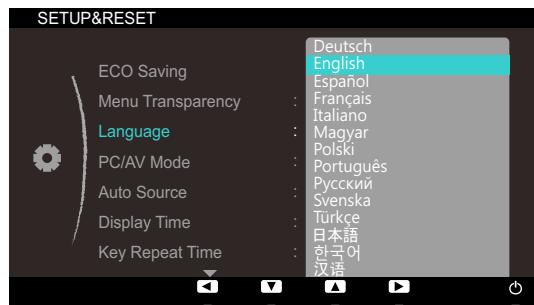 SETUP&RESET
ECO Saving
Menu Transparency :
Language :
PC/AV Mode :
Auto Source :
Display Time :
Key Repeat Time :
Deutsch
English
Español
Français
Italiano
Magyar
Polski
Português
Русский
Svenska
Türkçe
日本語
한국어
汉语